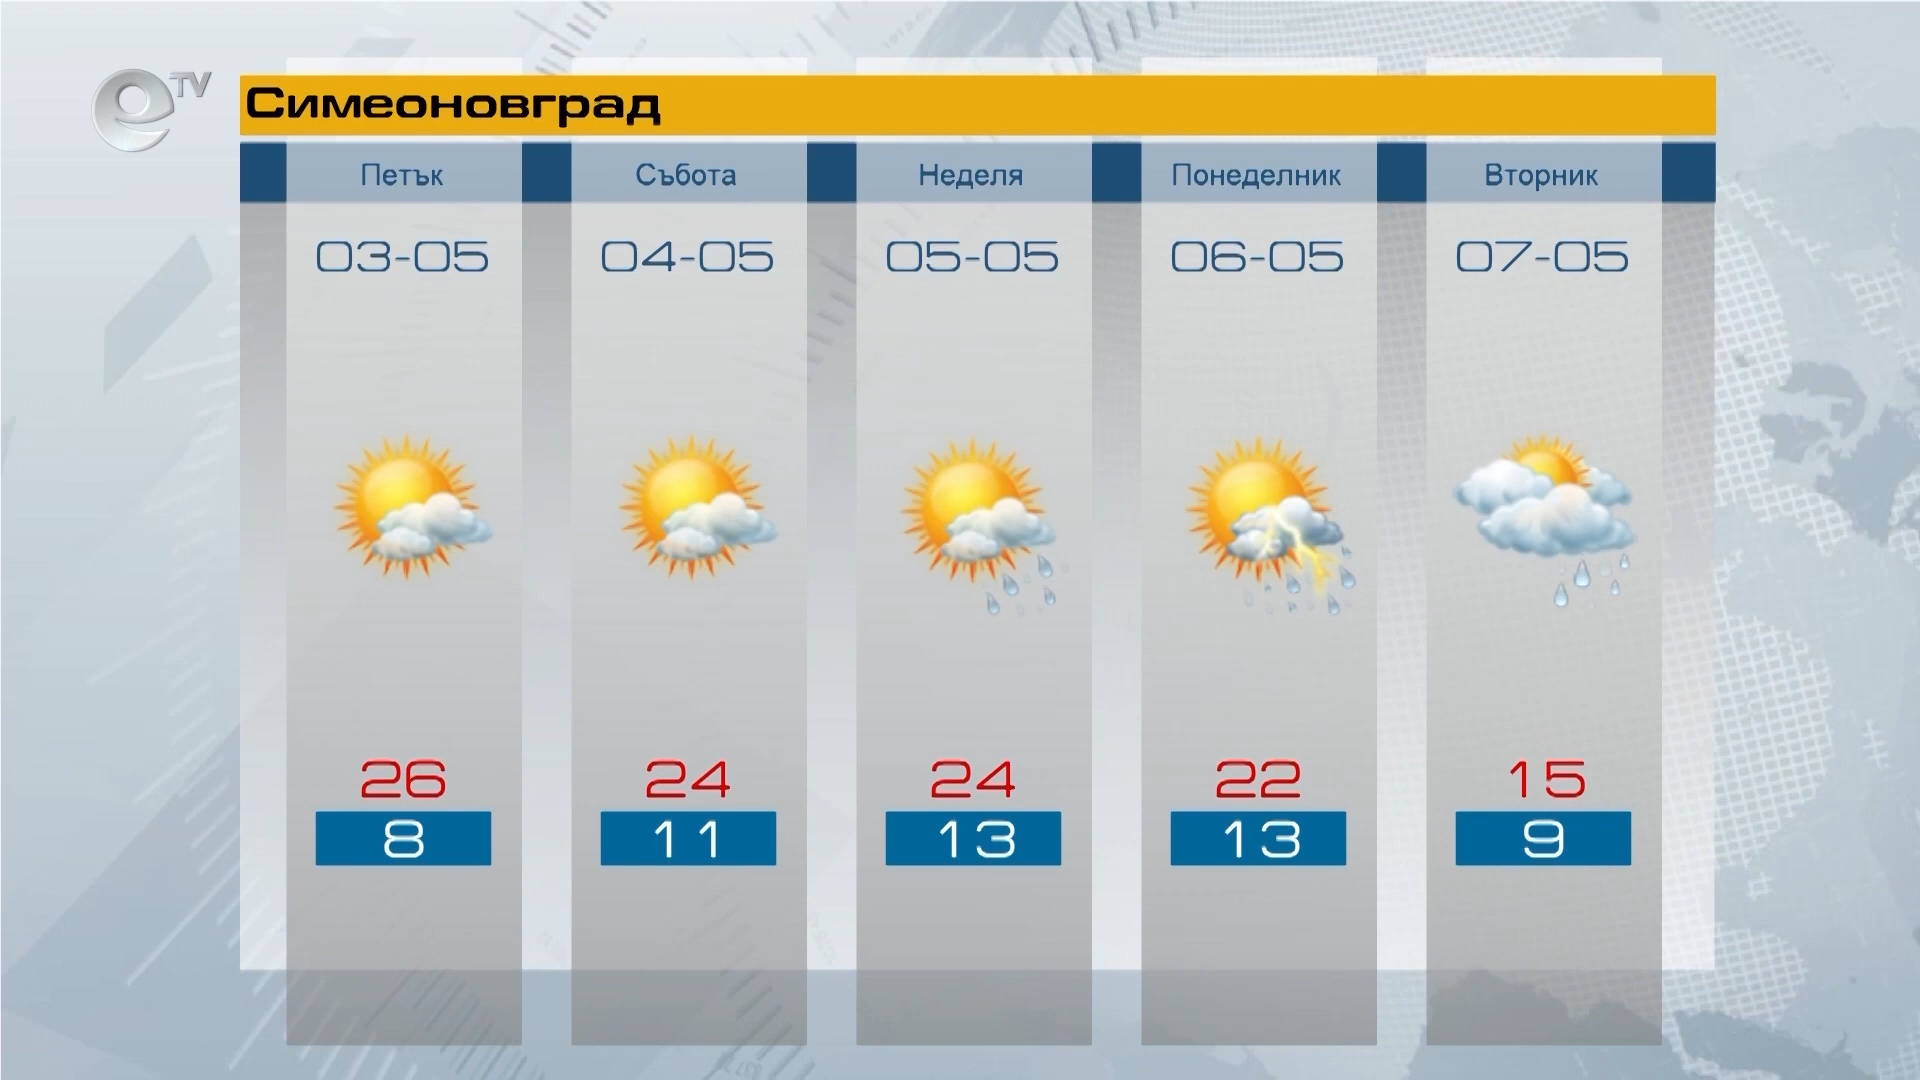 eTV
Симеоновград
Петък Събота Неделя Понеделник Вторник
03-05 04-05 05-05 06-05 07-05
26 24 24 22 15
8 11 13 13 9